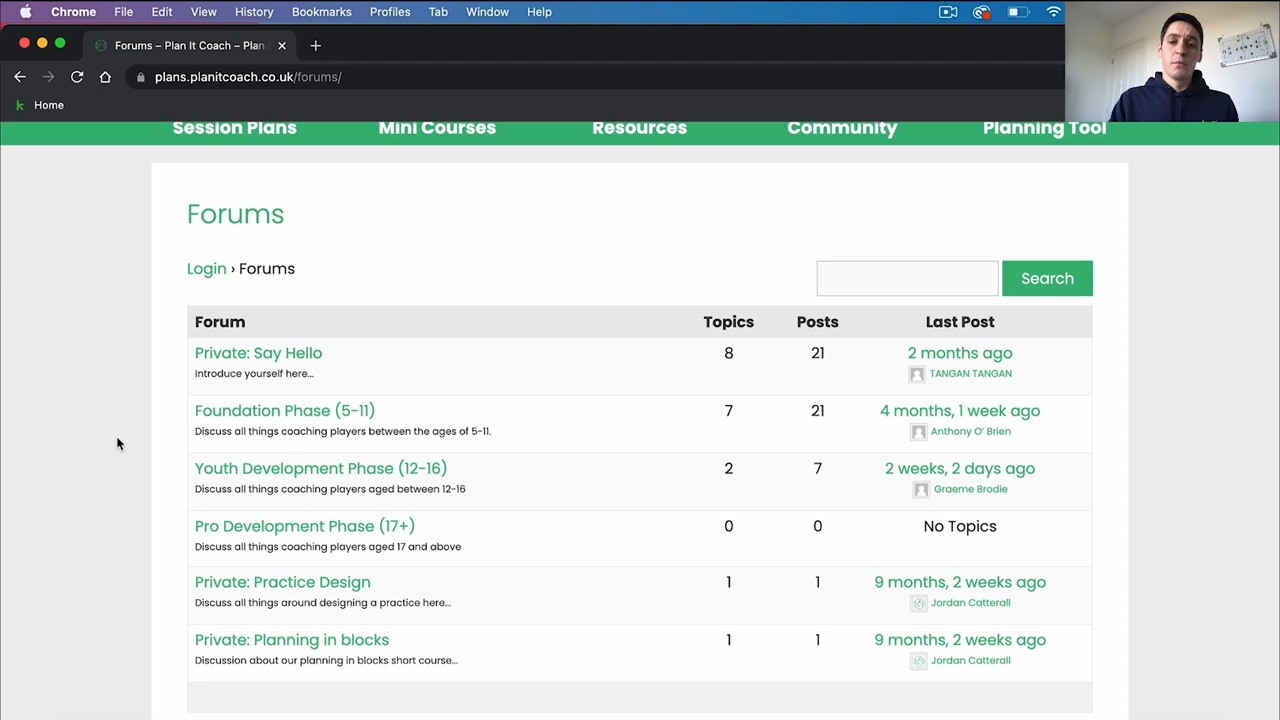 Chrome File Edit View History Bookmarks Profiles Tab Window Help
Forums – Plan It Coach – Plan
plans.planitcoach.co.uk/forums/
Home
Session Plans Mini Courses Resources Community Planning Tool
Forums
Login › Forums
Search
Forum Topics Posts Last Post
Private: Say Hello 8 21 2 months ago
Introduce yourself here... TANGAN TANGAN
Foundation Phase (5-11) 7 21 4 months, 1 week ago
Discuss all things coaching players between the ages of 5-11. Anthony O' Brien
Youth Development Phase (12-16) 2 7 2 weeks, 2 days ago
Discuss all things coaching players aged between 12-16 Graeme Brodie
Pro Development Phase (17+) 0 0 No Topics
Discuss all things coaching players aged 17 and above
Private: Practice Design 1 1 9 months, 2 weeks ago
Discuss all things around designing a practice here... Jordan Catterall
Private: Planning in blocks 1 1 9 months, 2 weeks ago
Discussion about our planning in blocks short course... Jordan Catterall